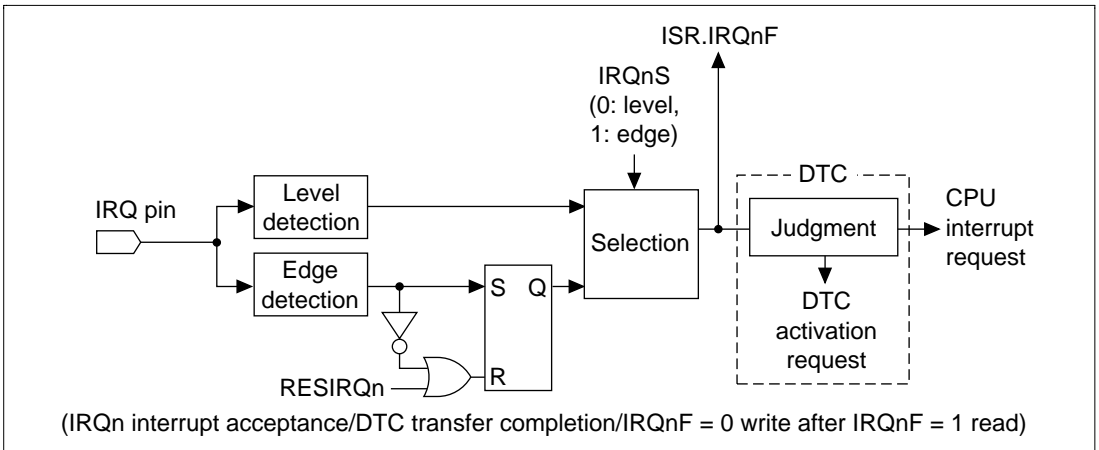 ISR.IRQnF
IRQnS
(0: level,
1: edge)
DTC
IRQ pin
Level
detection
Selection
Judgment
CPU
interrupt
request
Edge
detection
S Q
R
DTC
activation
request
RESIRQn
(IRQn interrupt acceptance/DTC transfer completion/IRQnF = 0 write after IRQnF = 1 read)